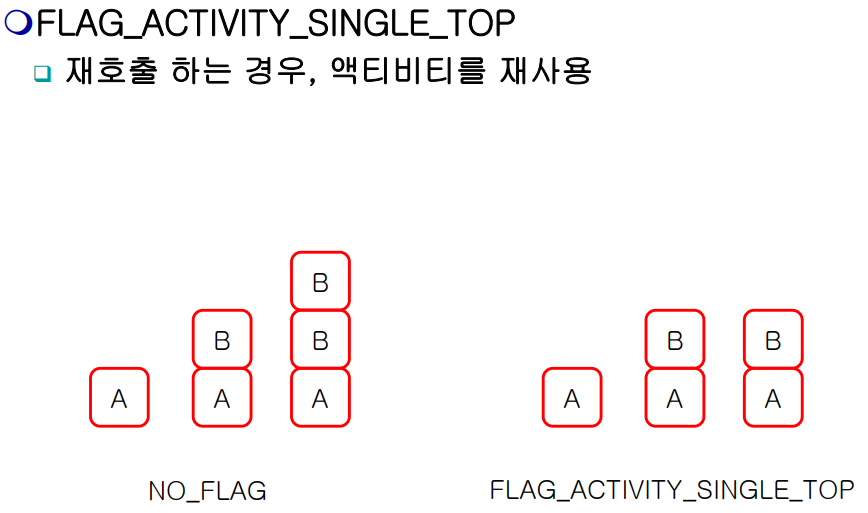 FLAG_ACTIVITY_SINGLE_TOP
재호출 하는 경우, 액티비티를 재사용
B
B B B B
A A A A A A
NO_FLAG FLAG_ACTIVITY_SINGLE_TOP